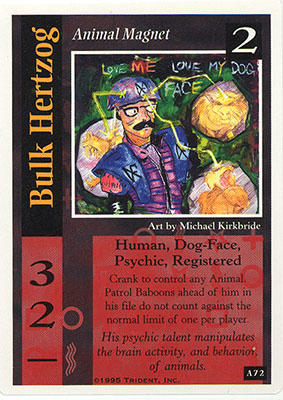 Bulk Hertzog
Animal Magnet
2
LOVE ME LOVE MY DOG
FACE
Art by Michael Kirkbride
Human, Dog-Face,
Psychic, Registered
3
2
Crank to control any Animal
Patrol Baboons ahead of him in
his file do not count against the
normal limit of one per player.
His psychic talent manipulates
the brain activity, and behavior,
of animals.
©1995 TRIDENT, INC.
A72